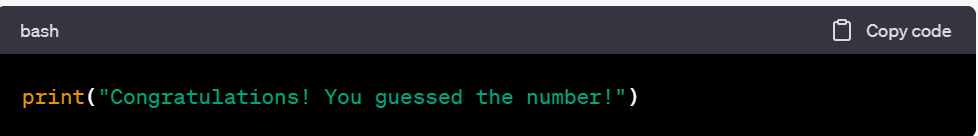 bash Copy code
print("Congratulations! You guessed the number!")